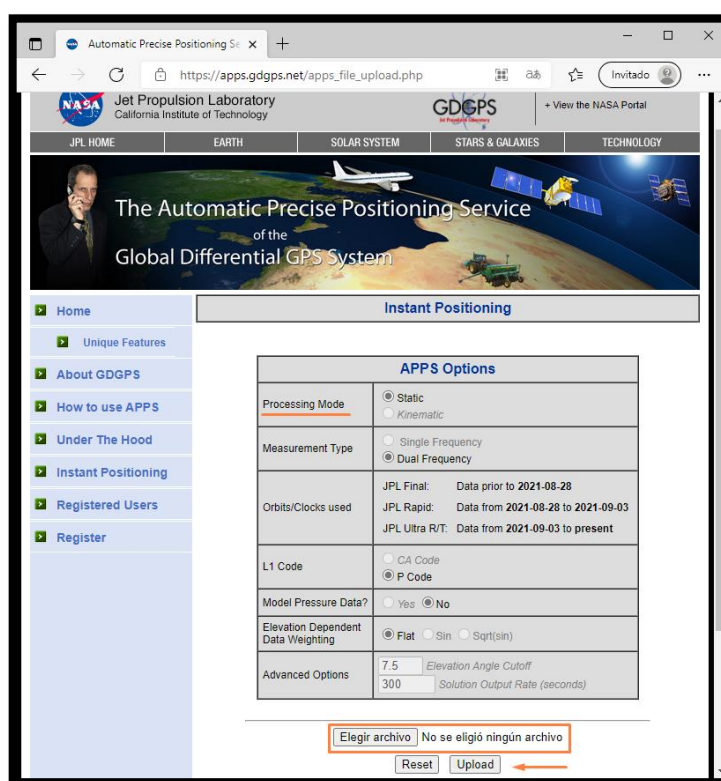 Automatic Precise Positioning Se
https://apps.gdgps.net/apps_file_upload.php
Invitado
NASA
Jet Propulsion Laboratory
California Institute of Technology
GDGPS
+ View the NASA Portal
JPL HOME
EARTH
SOLAR SYSTEM
STARS & GALAXIES
TECHNOLOGY
The Automatic Precise Positioning Service
of the
Global Differential GPS System
Home
Unique Features
About GDGPS
How to use APPS
Under The Hood
Instant Positioning
Registered Users
Register
Instant Positioning
APPS Options
Processing Mode
Static
Kinematic
Measurement Type
Single Frequency
Dual Frequency
Orbits/Clocks used
JPL Final: Data prior to 2021-08-28
JPL Rapid: Data from 2021-08-28 to 2021-09-03
JPL Ultra R/T: Data from 2021-09-03 to present
L1 Code
CA Code
P Code
Model Pressure Data?
Yes No
Elevation Dependent
Data Weighting
Flat Sin Sqrt(sin)
Advanced Options
7.5 Elevation Angle Cutoff
300 Solution Output Rate (seconds)
Elegir archivo No se eligió ningún archivo
Reset Upload